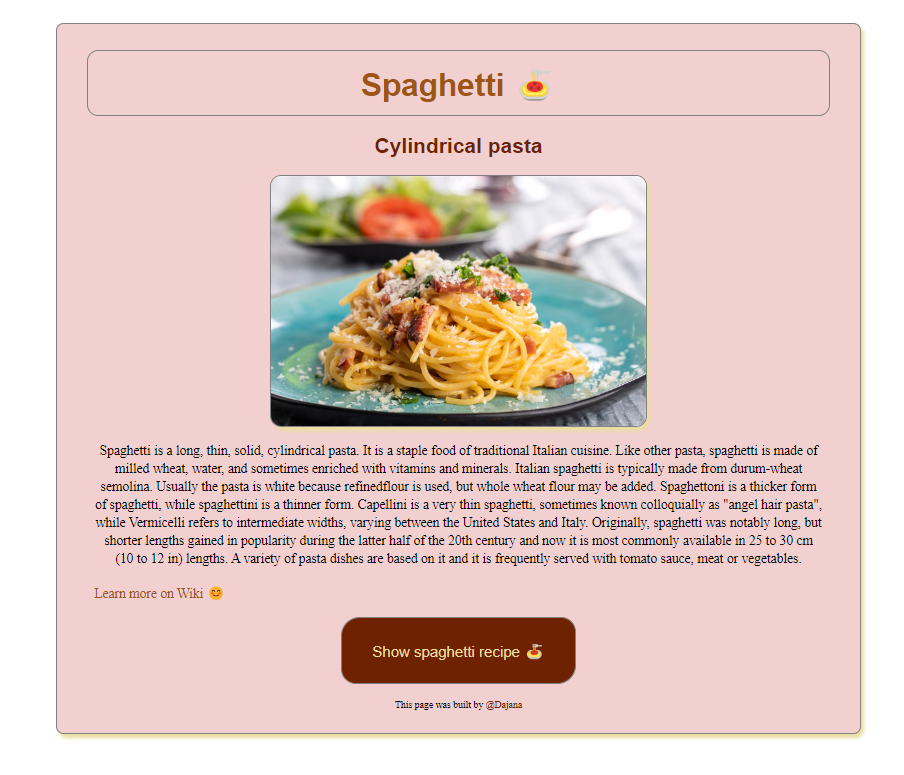 Spaghetti 🍝
Cylindrical pasta
Spaghetti is a long, thin, solid, cylindrical pasta. It is a staple food of traditional Italian cuisine. Like other pasta, spaghetti is made of
milled wheat, water, and sometimes enriched with vitamins and minerals. Italian spaghetti is typically made from durum-wheat
semolina. Usually the pasta is white because refinedflour is used, but whole wheat flour may be added. Spaghettoni is a thicker form
of spaghetti, while spaghettini is a thinner form. Capellini is a very thin spaghetti, sometimes known colloquially as "angel hair pasta",
while Vermicelli refers to intermediate widths, varying between the United States and Italy. Originally, spaghetti was notably long, but
shorter lengths gained in popularity during the latter half of the 20th century and now it is most commonly available in 25 to 30 cm
(10 to 12 in) lengths. A variety of pasta dishes are based on it and it is frequently served with tomato sauce, meat or vegetables.
Learn more on Wiki 😊
Show spaghetti recipe 🍝
This page was built by @Dajana